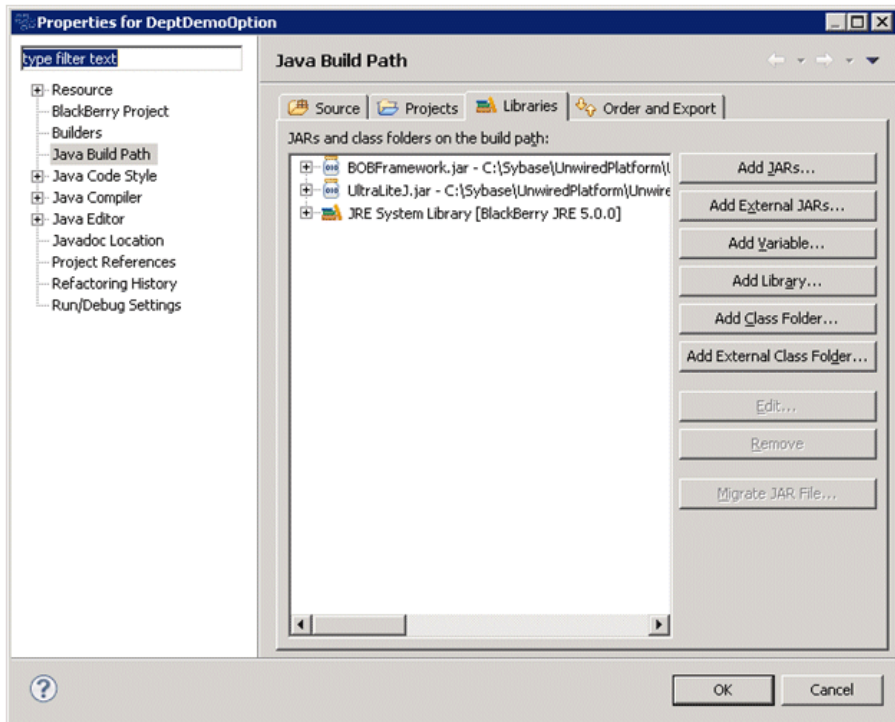 Properties for DeptDemoOption
type filter text
Java Build Path
Resource
BlackBerry Project
Builders
Java Build Path
Java Code Style
Java Compiler
Java Editor
Javadoc Location
Project References
Refactoring History
Run/Debug Settings
Source Projects Libraries Order and Export
JARs and class folders on the build path:
BOBFramework.jar - C:\Sybase\UnwiredPlatform\U
UltraLiteJ.jar - C:\Sybase\UnwiredPlatform\Unwire
JRE System Library [BlackBerry JRE 5.0.0]
Add JARs...
Add External JARs...
Add Variable...
Add Library...
Add Class Folder...
Add External Class Folder...
Edit...
Remove
Migrate JAR File...
OK Cancel